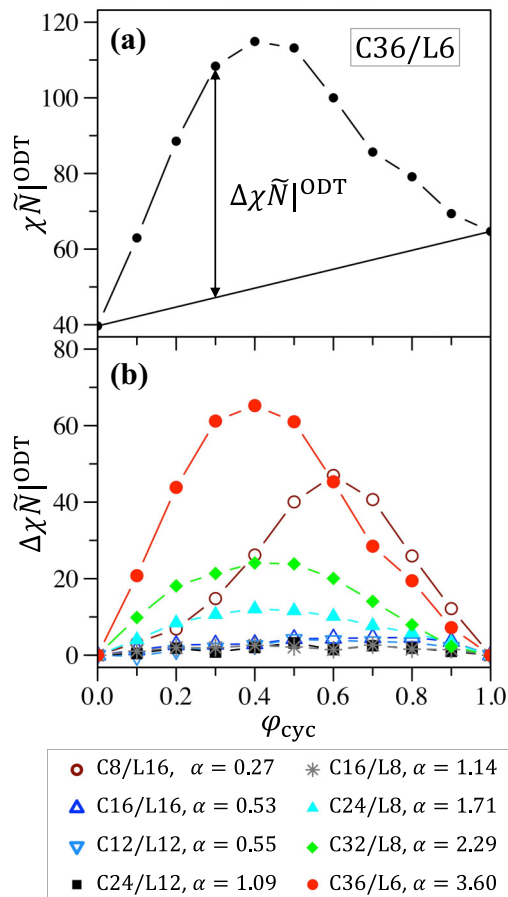 (a)
C36/L6
120
100
80
60
40
χÑ|ᴼᴰᵀ
Δχ Ñ|ᴼᴰᵀ
(b)
80
60
40
20
0
Δχ Ñ|ᴼᴰᵀ
0.0 0.2 0.4 0.6 0.8 1.0
φcyc
C8/L16, α = 0.27 C16/L8, α = 1.14
C16/L16, α = 0.53 C24/L8, α = 1.71
C12/L12, α = 0.55 C32/L8, α = 2.29
C24/L12, α = 1.09 C36/L6, α = 3.60